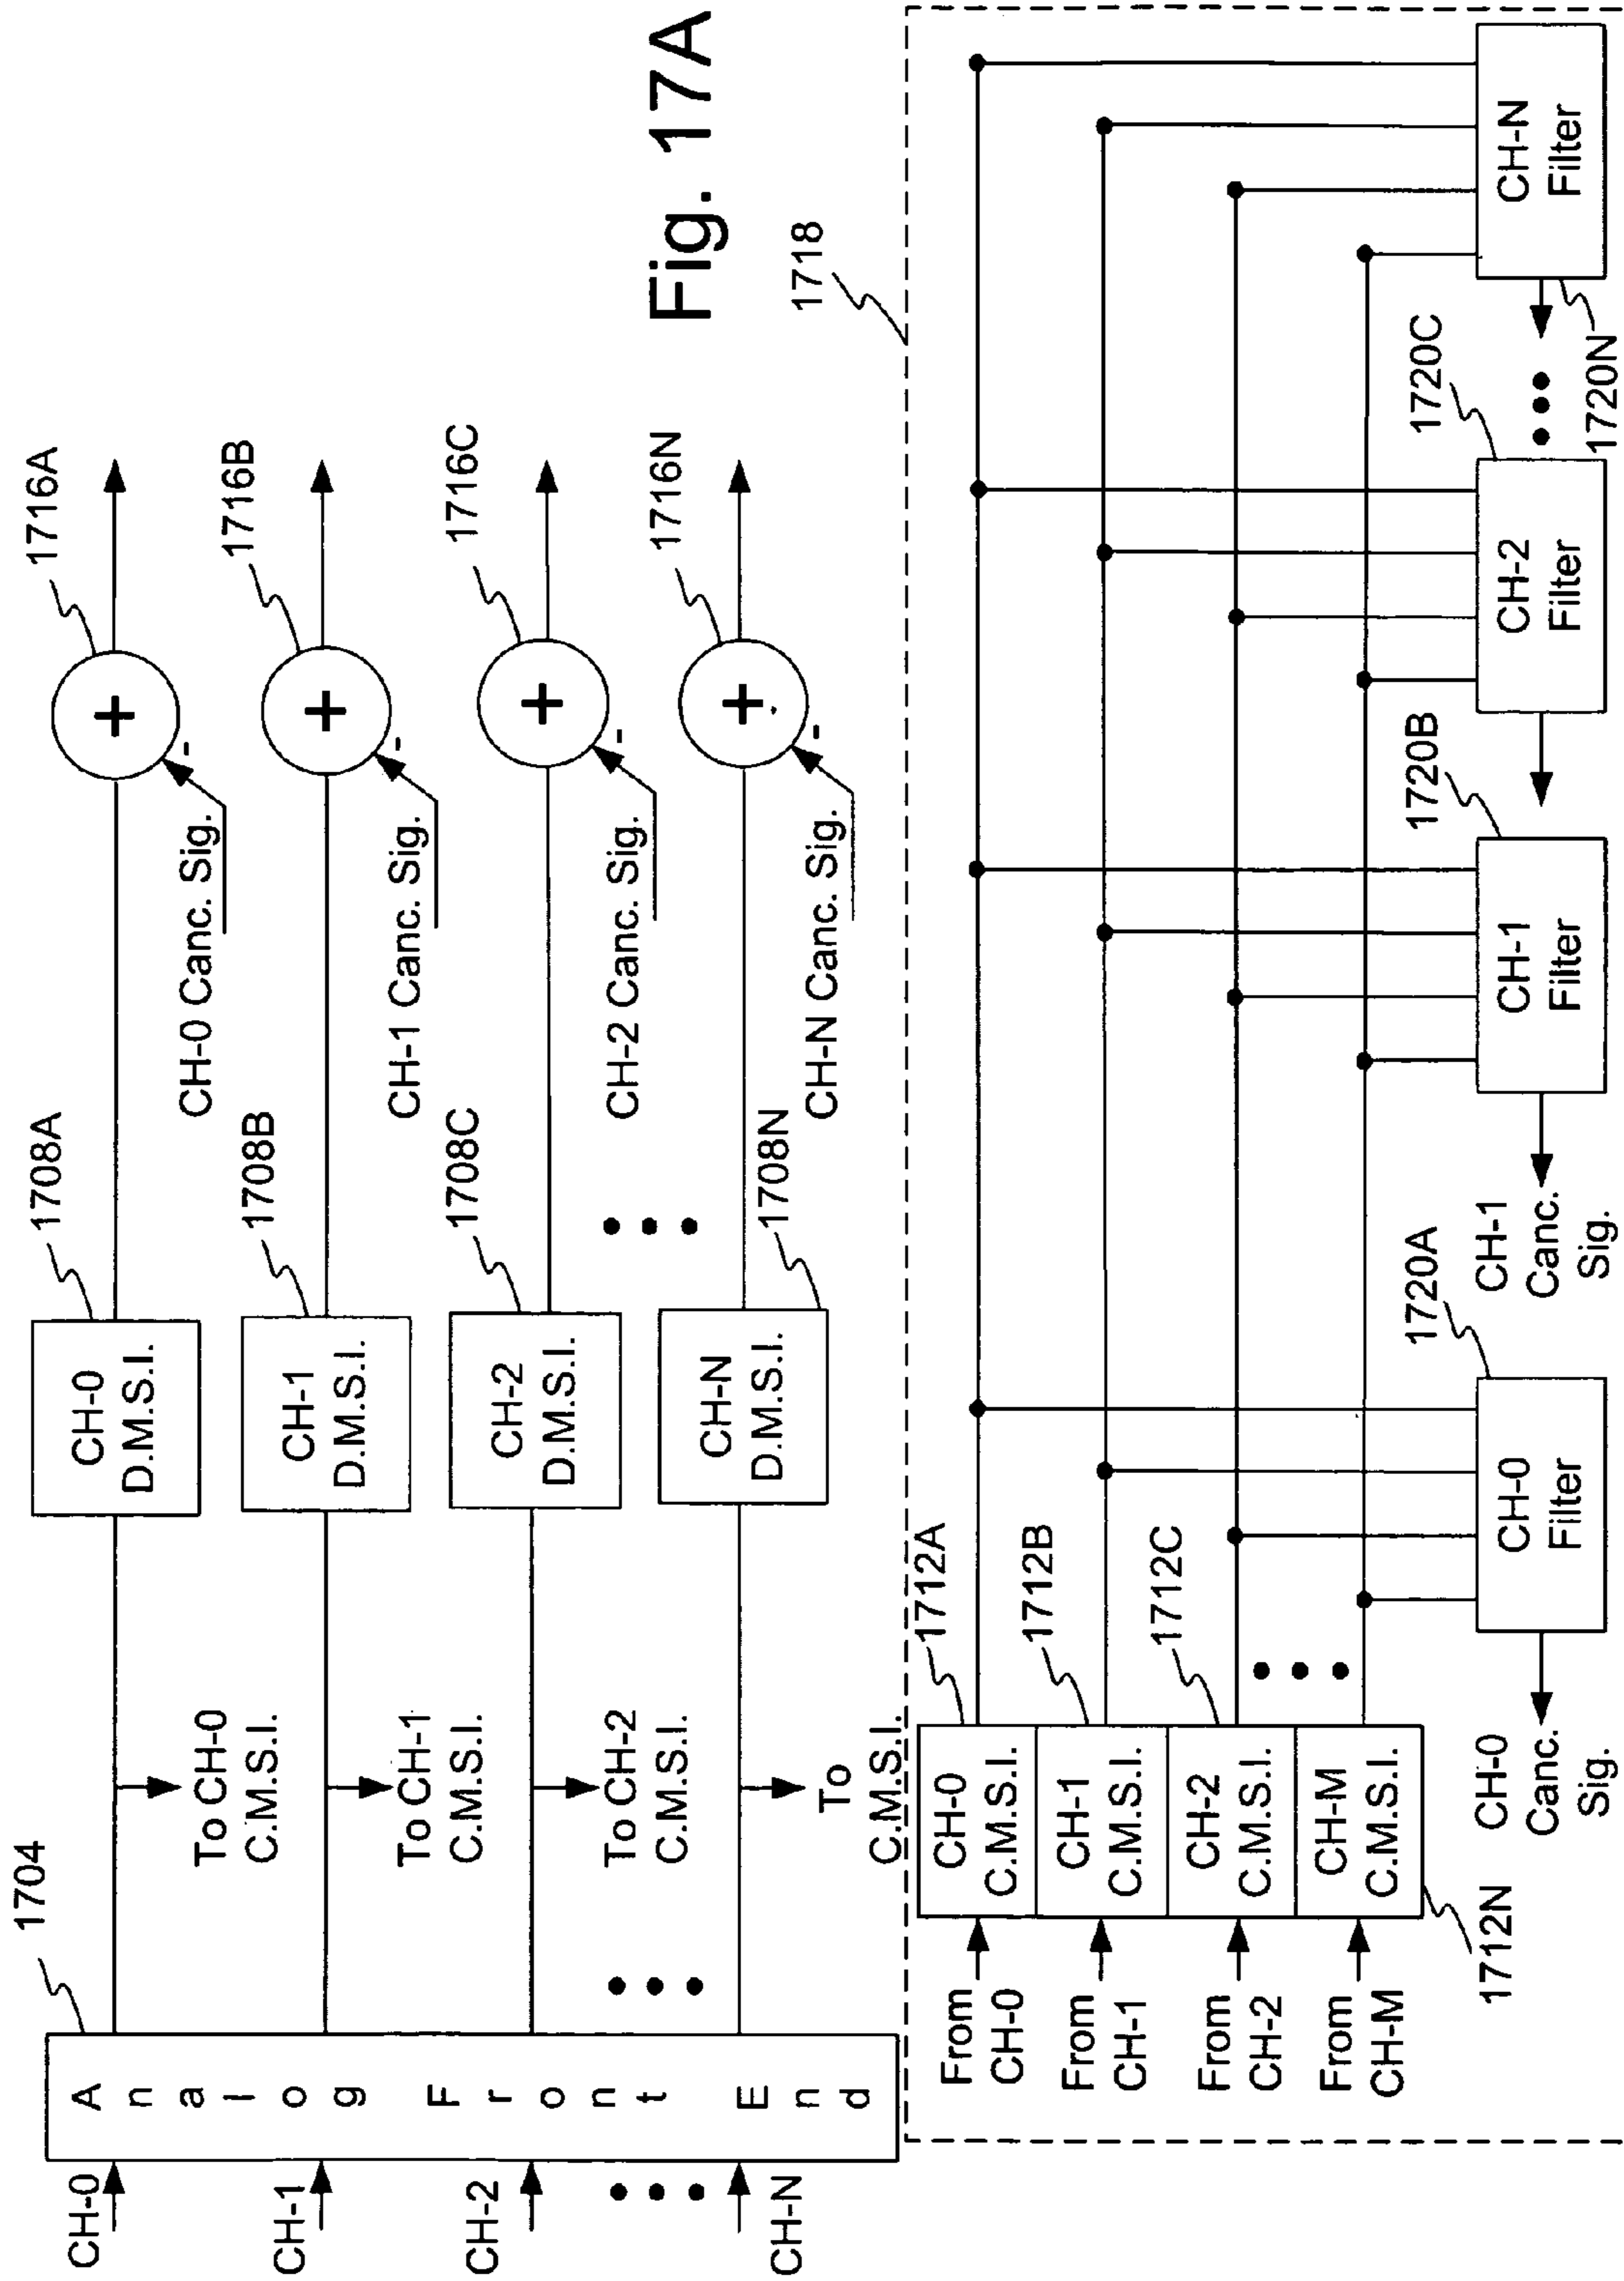 1704
1708A
1716A
CH-0
CH-0
D.M.S.I.
+
-
To CH-0
C.M.S.I.
CH-0 Canc. Sig.
1708B
1716B
CH-1
CH-1
D.M.S.I.
+
-
To CH-1
C.M.S.I.
CH-1 Canc. Sig.
1708C
1716C
CH-2
CH-2
D.M.S.I.
+
-
To CH-2
C.M.S.I.
CH-2 Canc. Sig.
1708N
1716N
CH-N
CH-N
D.M.S.I.
+
-
To
C.M.S.I.
CH-N Canc. Sig.
Analog Front End
Fig. 17A
1718
From
CH-0
CH-0
C.M.S.I.
1712A
From
CH-1
CH-1
C.M.S.I.
1712B
From
CH-2
CH-2
C.M.S.I.
1712C
From
CH-M
CH-M
C.M.S.I.
1712N
1720A
1720B
1720C
1720N
CH-0
Filter
CH-1
Filter
CH-2
Filter
CH-N
Filter
CH-0
Canc.
Sig.
CH-1
Canc.
Sig.